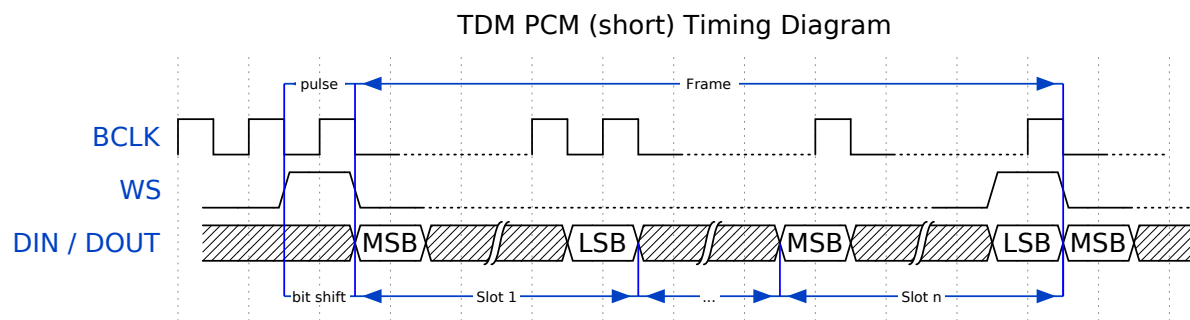 TDM PCM (short) Timing Diagram
pulse
Frame
BCLK
WS
DIN / DOUT
MSB
LSB
MSB
LSB
MSB
bit shift
Slot 1
...
Slot n